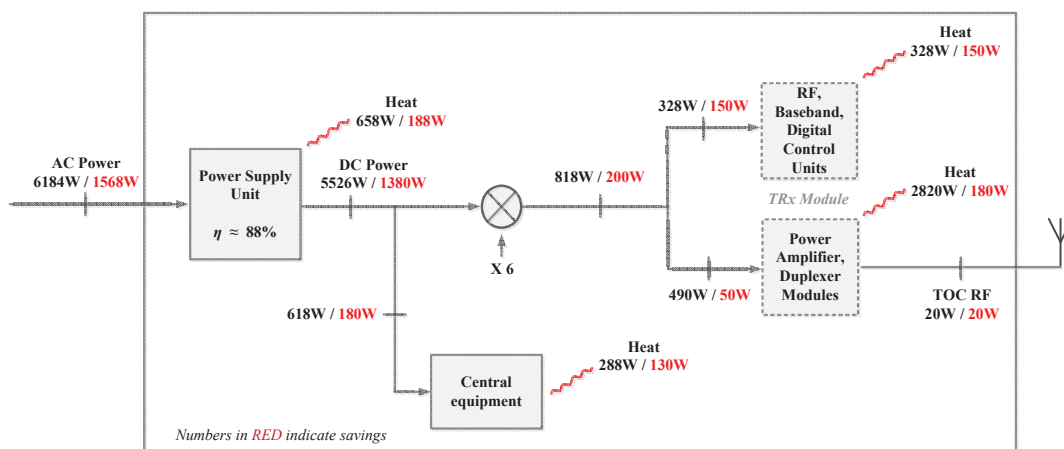 Heat
328W / 150W
RF,
Baseband,
Digital
Control
Units
328W / 150W
Heat
658W / 188W
AC Power
6184W / 1568W
Power Supply
Unit
η ≈ 88%
DC Power
5526W / 1380W
X 6
818W / 200W
TRx Module
Heat
2820W / 180W
Power
Amplifier,
Duplexer
Modules
490W / 50W
TOC RF
20W / 20W
618W / 180W
Heat
288W / 130W
Central
equipment
Numbers in RED indicate savings